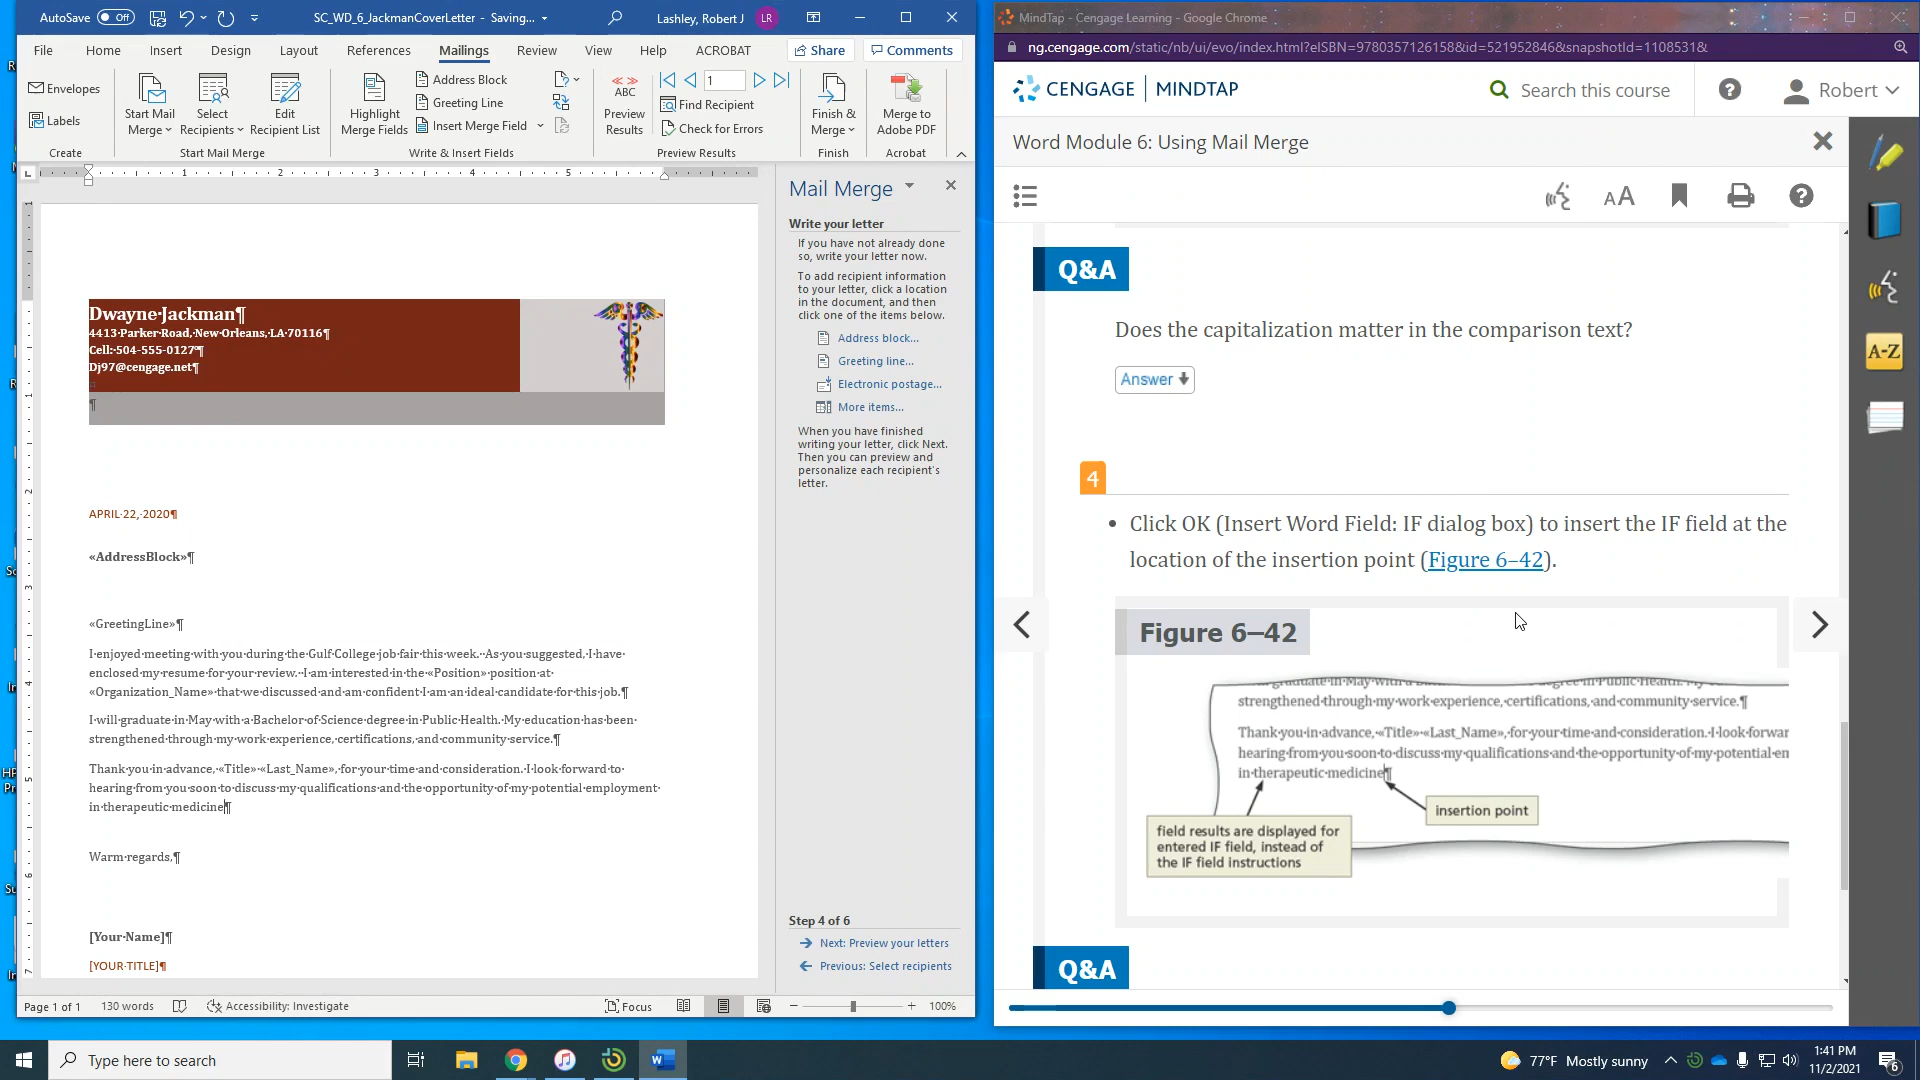 AutoSave Off
SC_WD_6_JackmanCoverLetter - Saving...
Lashley, Robert J LR
File Home Insert Design Layout References Mailings Review View Help ACROBAT Share Comments
Envelopes
Labels
Create
Start Mail Merge
Select Recipients
Edit Recipient List
Start Mail Merge
Highlight Merge Fields
Address Block
Greeting Line
Insert Merge Field
Write & Insert Fields
ABC
Preview Results
1
Find Recipient
Check for Errors
Preview Results
Finish & Merge
Finish
Merge to Adobe PDF
Acrobat
Dwayne·Jackman¶
4413·Parker·Road,·New·Orleans,·LA·70116¶
Cell:·504-555-0127¶
Dj97@cengage.net¶
¶
APRIL·22,·2020¶
«AddressBlock»¶
«GreetingLine»¶
I·enjoyed·meeting·with·you·during·the·Gulf·College·job·fair·this·week.··As·you·suggested,·I·have·
enclosed·my·resume·for·your·review.··I·am·interested·in·the·«Position»·position·at·
«Organization_Name»·that·we·discussed·and·am·confident·I·am·an·ideal·candidate·for·this·job.¶
I·will·graduate·in·May·with·a·Bachelor·of·Science·degree·in·Public·Health.·My·education·has·been·
strengthened·through·my·work·experience,·certifications,·and·community·service.¶
Thank·you·in·advance,·«Title»·«Last_Name»,·for·your·time·and·consideration.·I·look·forward·to·
hearing·from·you·soon·to·discuss·my·qualifications·and·the·opportunity·of·my·potential·employment·
in·therapeutic·medicine¶
Warm·regards,¶
[Your·Name]¶
[YOUR·TITLE]¶
Mail Merge
Write your letter
If you have not already done
so, write your letter now.
To add recipient information
to your letter, click a location
in the document, and then
click one of the items below.
Address block...
Greeting line...
Electronic postage...
More items...
When you have finished
writing your letter, click Next.
Then you can preview and
personalize each recipient's
letter.
Step 4 of 6
Next: Preview your letters
Previous: Select recipients
Page 1 of 1 130 words Accessibility: Investigate Focus 100%
MindTap - Cengage Learning - Google Chrome
ng.cengage.com/static/nb/ui/evo/index.html?eISBN=9780357126158&id=521952846&snapshotId=1108531&
CENGAGE | MINDTAP
Search this course
Robert
Word Module 6: Using Mail Merge
AA
A-Z
Q&A
Does the capitalization matter in the comparison text?
Answer
4
• Click OK (Insert Word Field: IF dialog box) to insert the IF field at the
location of the insertion point (Figure 6–42).
Figure 6–42
strengthened·through·my·work·experience,·certifications,·and·community·service.¶
Thank·you·in·advance,·«Title»·«Last_Name»,·for·your·time·and·consideration.·I·look·forwar
hearing·from·you·soon·to·discuss·my·qualifications·and·the·opportunity·of·my·potential·em
in·therapeutic·medicine¶
insertion point
field results are displayed for
entered IF field, instead of
the IF field instructions
Q&A
Type here to search
77°F Mostly sunny
1:41 PM
11/2/2021
6